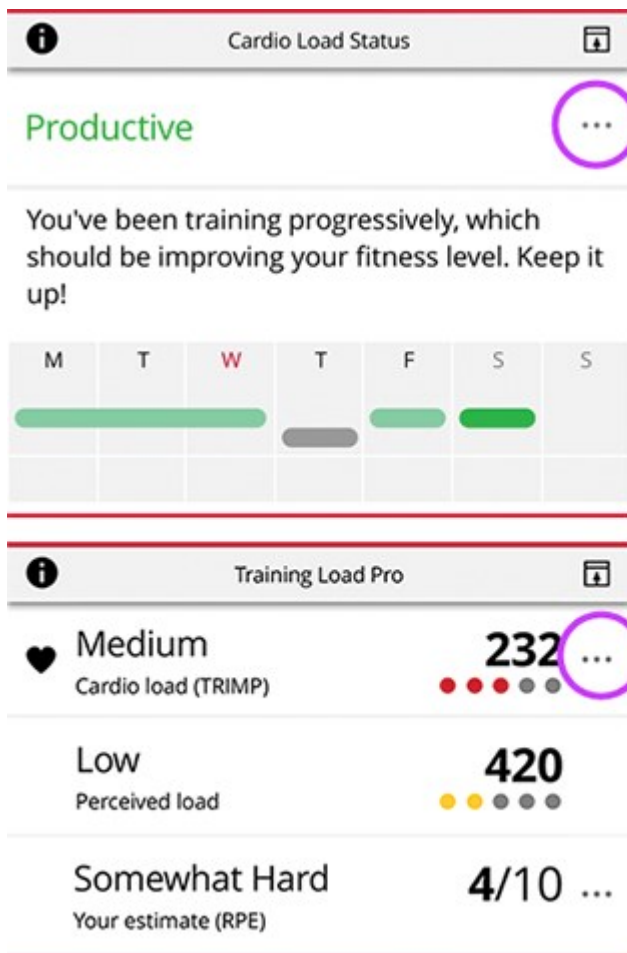 Cardio Load Status
Productive
...
You've been training progressively, which
should be improving your fitness level. Keep it
up!
M T W T F S S
Training Load Pro
Medium 232 ...
Cardio load (TRIMP)
Low 420
Perceived load
Somewhat Hard 4/10 ...
Your estimate (RPE)